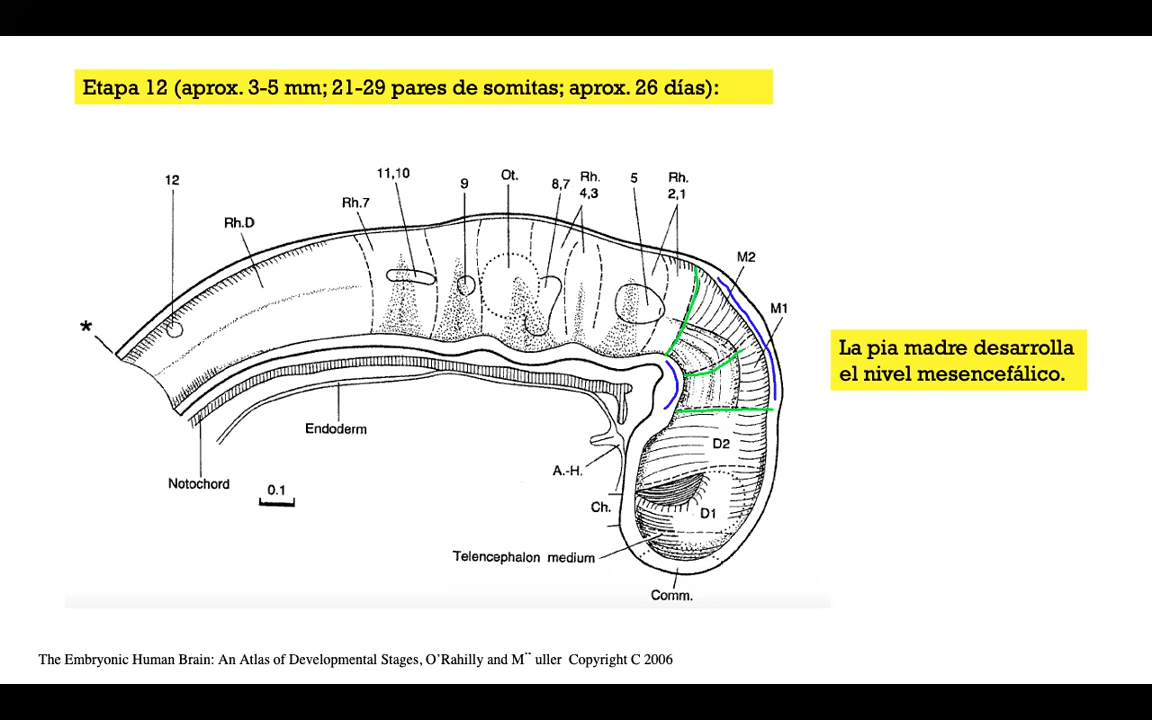 Etapa 12 (aprox. 3-5 mm; 21-29 pares de somitas; aprox. 26 días):
12
Rh.D
Rh.7
11,10
9
Ot.
8,7
Rh.
4,3
5
Rh.
2,1
M2
M1
*
La pia madre desarrolla
el nivel mesencefálico.
Endoderm
Notochord
0.1
A.-H.
Ch.
D2
D1
Telencephalon medium
Comm.
The Embryonic Human Brain: An Atlas of Developmental Stages, O’Rahilly and M¨ uller Copyright C 2006